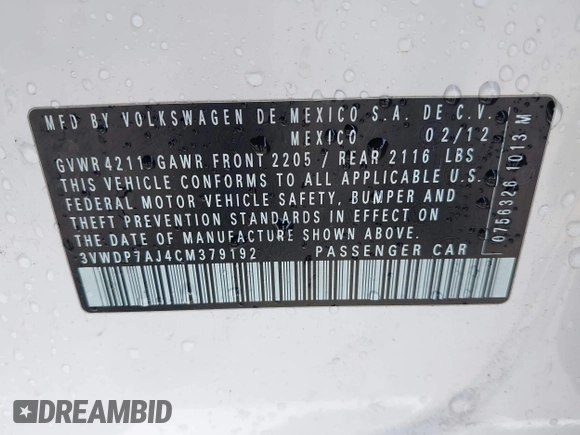 MFD BY VOLKSWAGEN DE MEXICO S.A. DE C.V.
MEXICO 02/12
GVWR 4211 GAWR FRONT 2205 / REAR 2116 LBS
THIS VEHICLE CONFORMS TO ALL APPLICABLE U.S.
FEDERAL MOTOR VEHICLE SAFETY, BUMPER AND
THEFT PREVENTION STANDARDS IN EFFECT ON
THE DATE OF MANUFACTURE SHOWN ABOVE.
3VWDP7AJ4CM379192 PASSENGER CAR
0756326 1013 M
DREAMBID